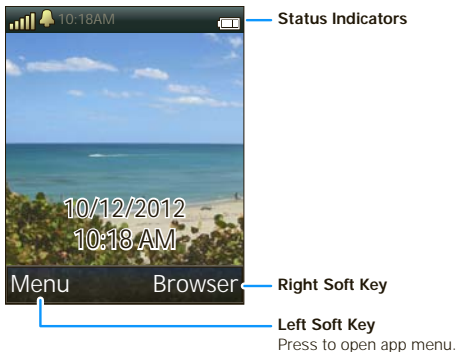 10:18AM
Status Indicators
10/12/2012
10:18 AM
Menu
Browser
Right Soft Key
Left Soft Key
Press to open app menu.